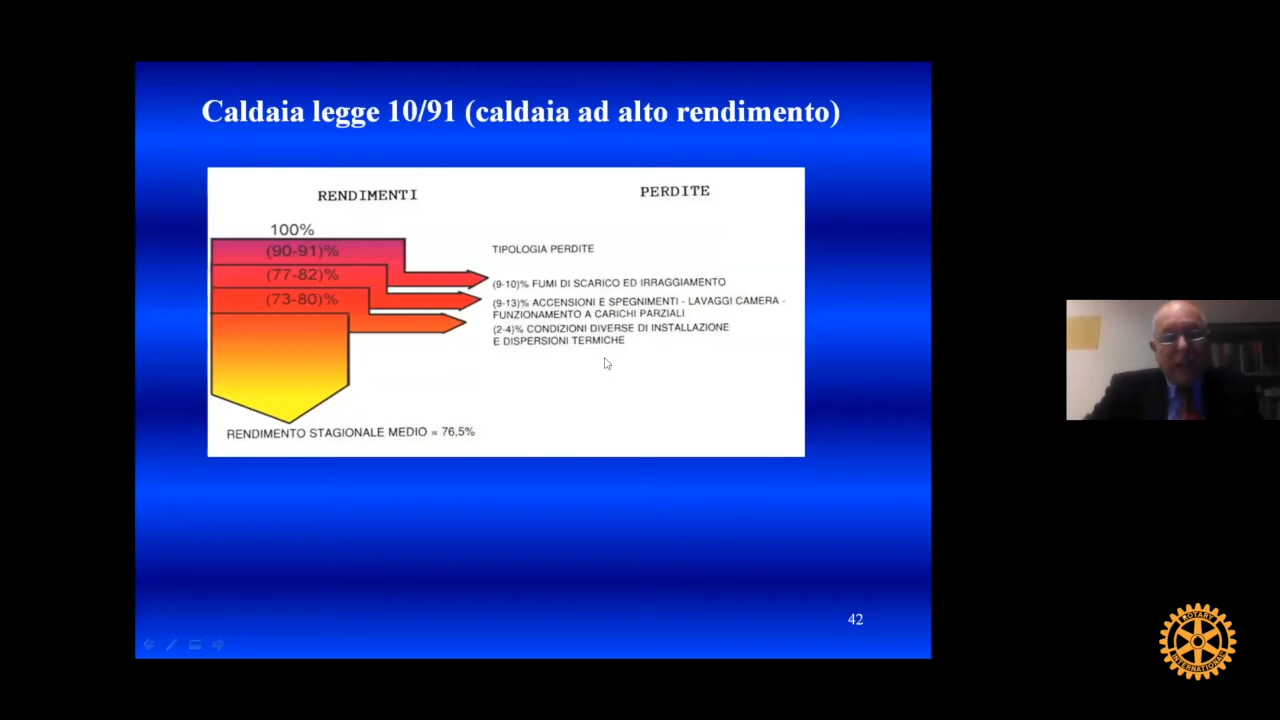 Caldaia legge 10/91 (caldaia ad alto rendimento)
RENDIMENTI
PERDITE
100%
(90-91)%
TIPOLOGIA PERDITE
(77-82)%
(9-10)% FUMI DI SCARICO ED IRRAGGIAMENTO
(73-80)%
(9-13)% ACCENSIONI E SPEGNIMENTI - LAVAGGI CAMERA -
FUNZIONAMENTO A CARICHI PARZIALI
(2-4)% CONDIZIONI DIVERSE DI INSTALLAZIONE
E DISPERSIONI TERMICHE
RENDIMENTO STAGIONALE MEDIO = 76,5%
42
ROTARY
INTERNATIONAL